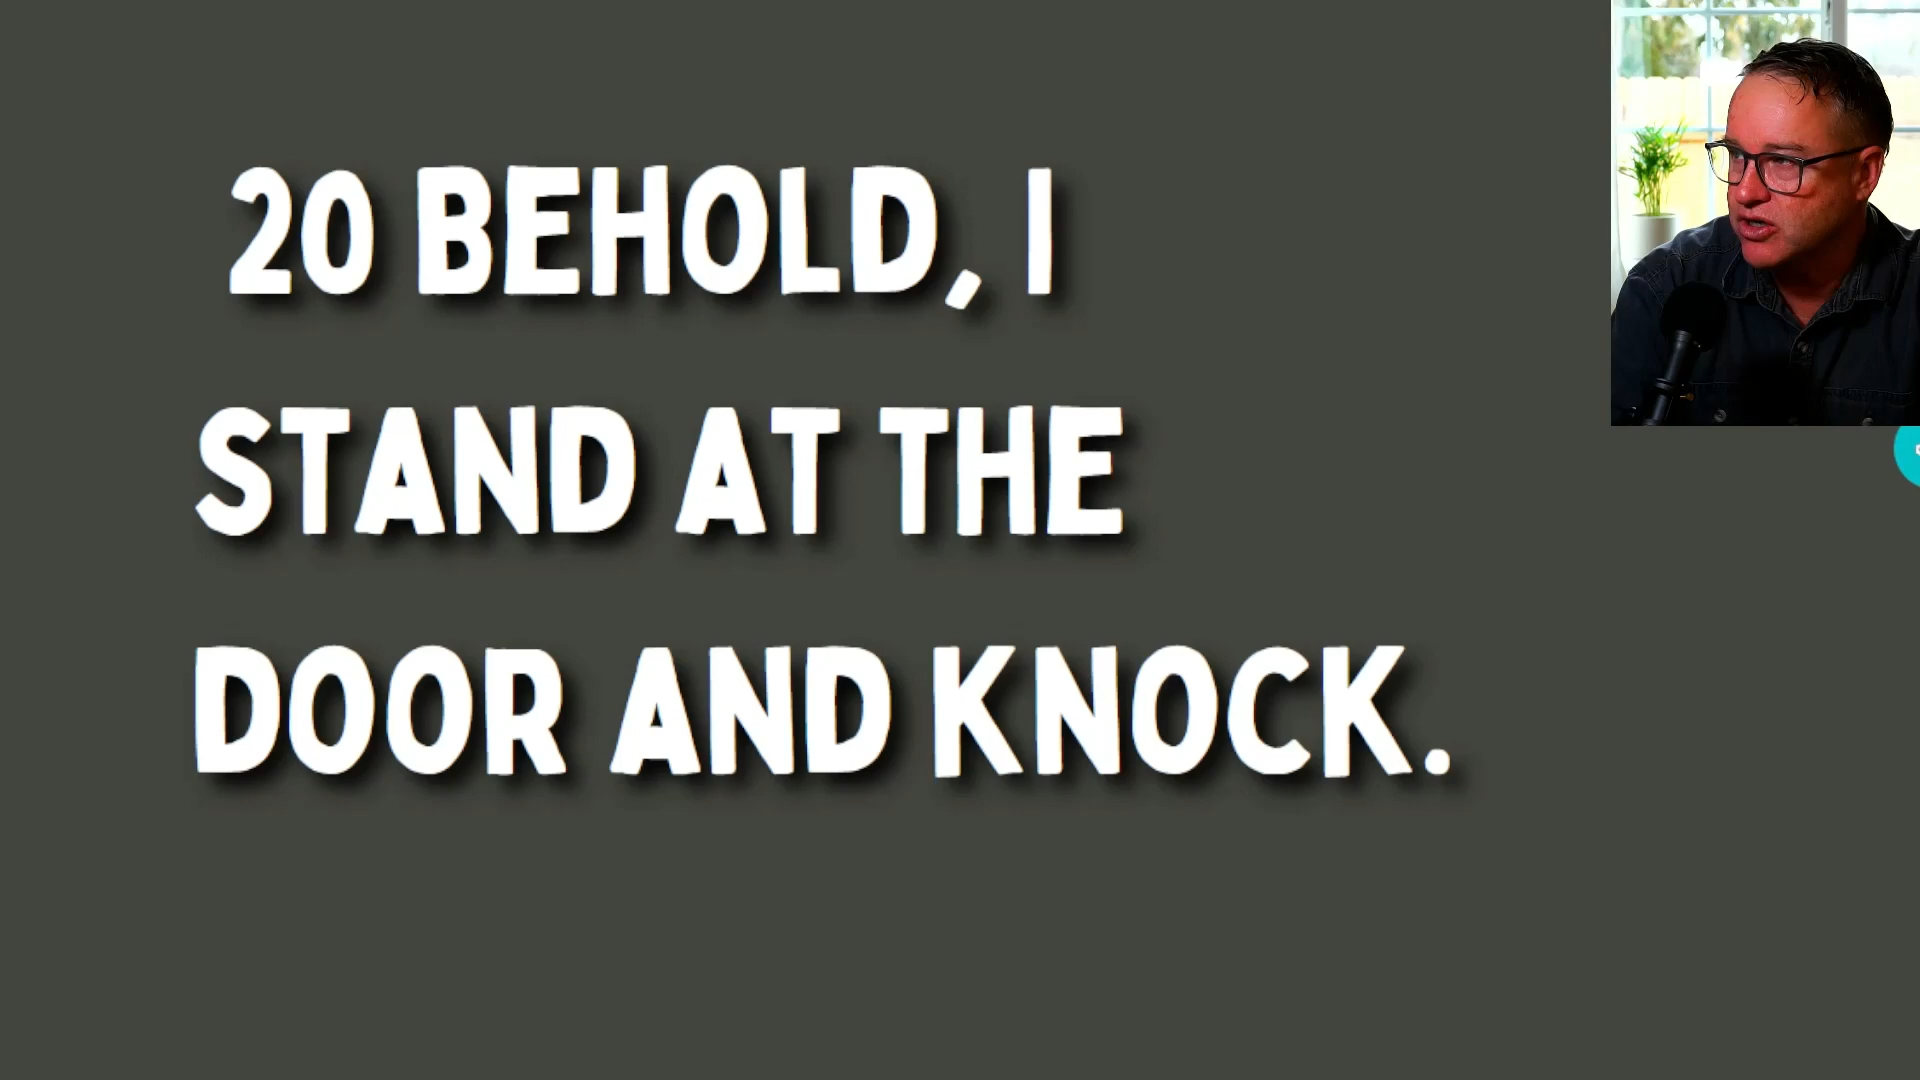 20 BEHOLD, I
STAND AT THE
DOOR AND KNOCK.